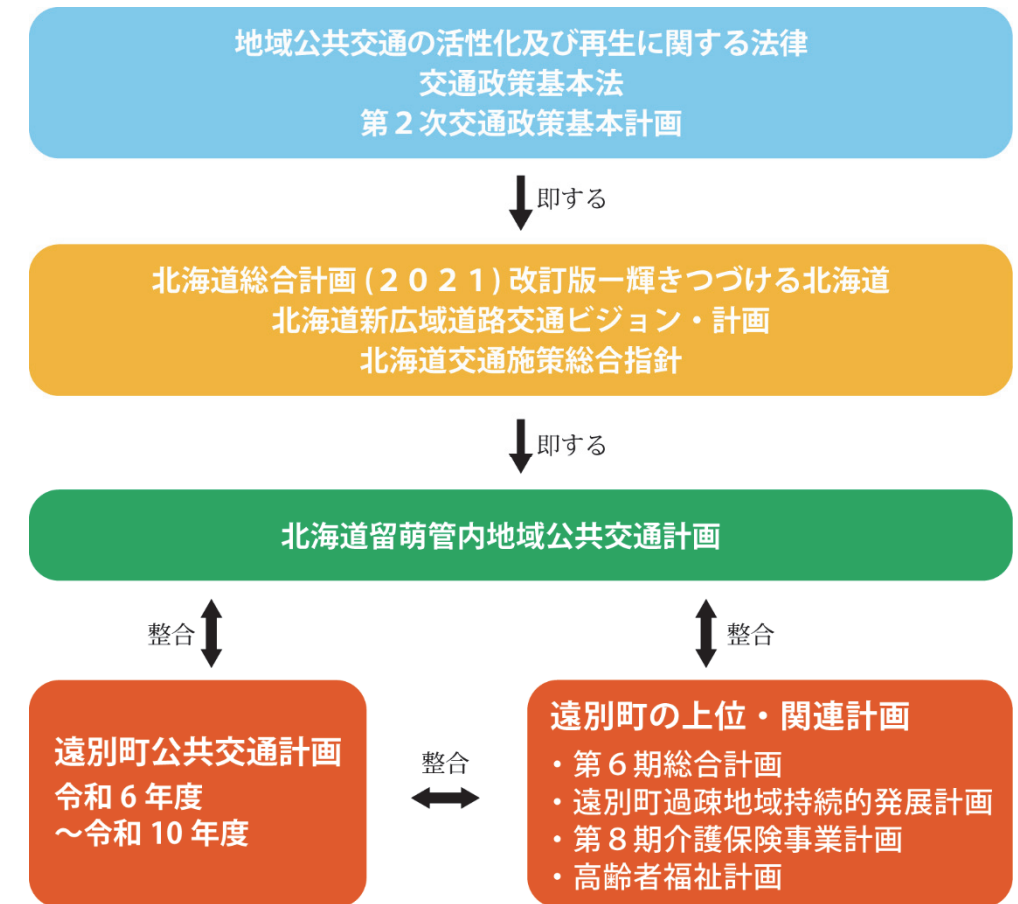 地域公共交通の活性化及び再生に関する法律
交通政策基本法
第２次交通政策基本計画
即する
北海道総合計画(２０２１)改訂版ー輝きつづける北海道
北海道新広域道路交通ビジョン・計画
北海道交通施策総合指針
即する
北海道留萌管内地域公共交通計画
整合
整合
遠別町公共交通計画
令和 6 年度
～令和 10 年度
整合
遠別町の上位・関連計画
・第６期総合計画
・遠別町過疎地域持続的発展計画
・第８期介護保険事業計画
・高齢者福祉計画